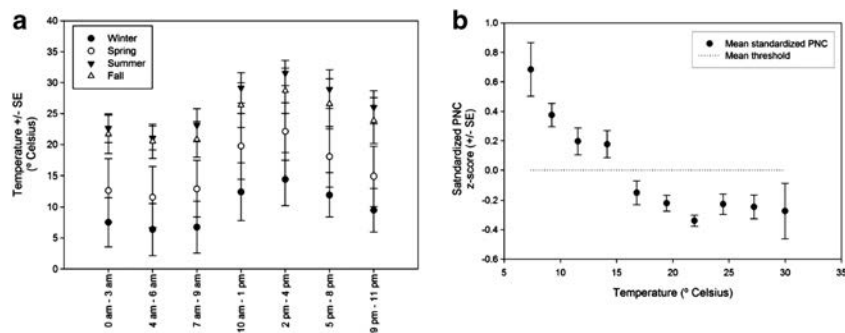 a
Temperature +/- SE
(º Celsius)
40
35
30
25
20
15
10
5
0
Winter
Spring
Summer
Fall
0 am - 3 am
4 am - 6 am
7 am - 9 am
10 am - 1 pm
2 pm - 4 pm
5 pm - 8 pm
9 pm - 11 pm
b
Satndardized PNC
z-score (+/- SE)
1.0
0.8
0.6
0.4
0.2
0.0
-0.2
-0.4
-0.6
Mean standardized PNC
Mean threshold
5
10
15
20
25
30
35
Temperature (º Celsius)